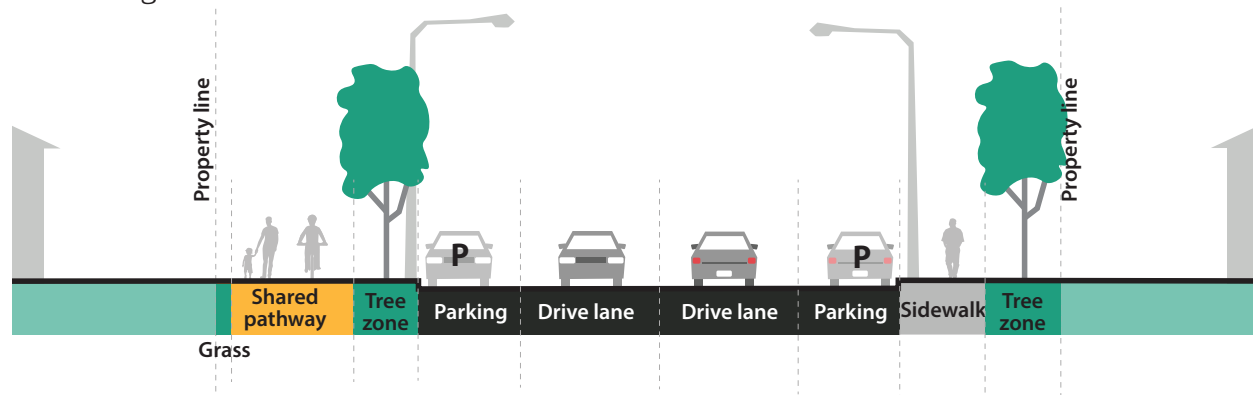 Property line
Property line
P
P
Shared
pathway
Tree
zone
Parking
Drive lane
Drive lane
Parking
Sidewalk
Tree
zone
Grass